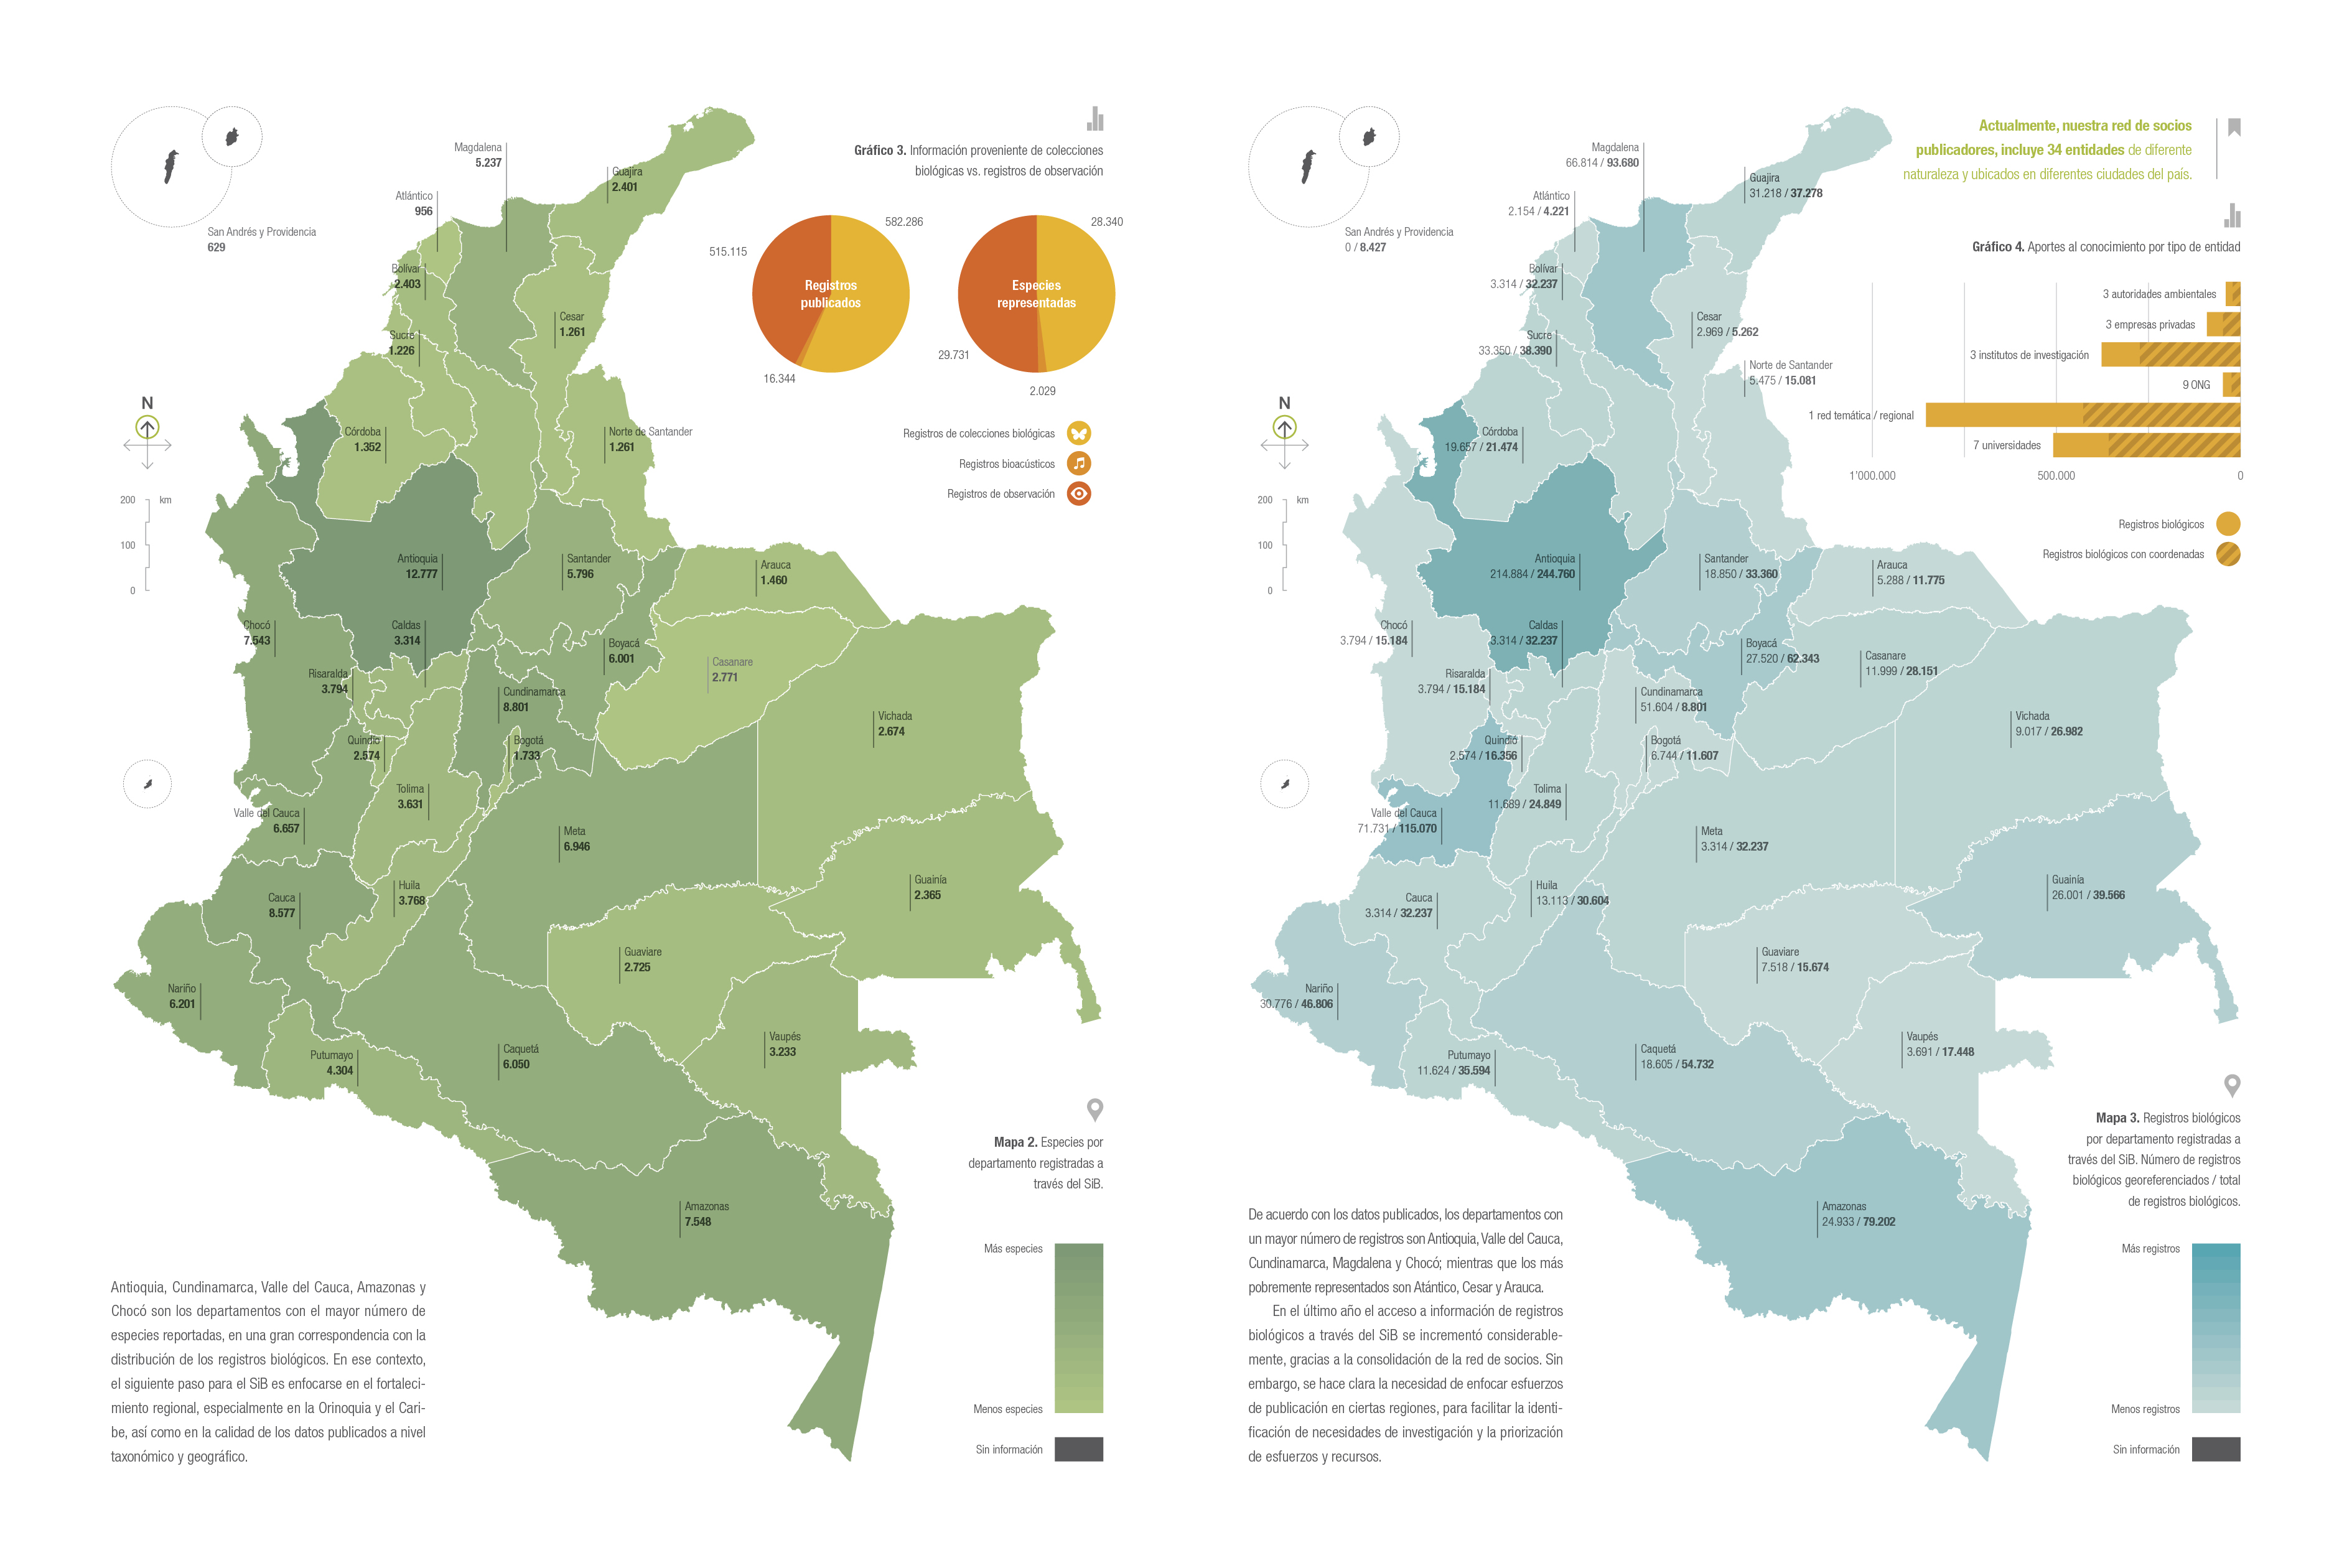 Magdalena
5.237
Guajira
2.401
Atlántico
956
San Andrés y Providencia
629
Bolívar
2.403
Cesar
1.261
Sucre
1.226
N
Córdoba
1.352
Norte de Santander
1.261
200 km
100
0
Antioquia
12.777
Santander
5.796
Arauca
1.460
Chocó
7.543
Caldas
3.314
Boyacá
6.001
Casanare
2.771
Risaralda
3.794
Cundinamarca
8.801
Vichada
2.674
Quindío
2.574
Bogotá
1.733
Tolima
3.631
Valle del Cauca
6.657
Meta
6.946
Guainía
2.365
Huila
3.768
Cauca
8.577
Guaviare
2.725
Nariño
6.201
Vaupés
3.233
Caquetá
6.050
Putumayo
4.304
Amazonas
7.548
Gráfico 3. Información proveniente de colecciones
biológicas vs. registros de observación
582.286
515.115
16.344
Registros
publicados
28.340
29.731
2.029
Especies
representadas
Registros de colecciones biológicas
Registros bioacústicos
Registros de observación
Mapa 2. Especies por
departamento registradas a
través del SiB.
Más especies
Menos especies
Sin información
Antioquia, Cundinamarca, Valle del Cauca, Amazonas y
Chocó son los departamentos con el mayor número de
especies reportadas, en una gran correspondencia con la
distribución de los registros biológicos. En ese contexto,
el siguiente paso para el SiB es enfocarse en el fortaleci-
miento regional, especialmente en la Orinoquia y el Cari-
be, así como en la calidad de los datos publicados a nivel
taxonómico y geográfico.
Magdalena
66.814 / 93.680
Guajira
31.218 / 37.278
Atlántico
2.154 / 4.221
San Andrés y Providencia
0 / 8.427
Bolívar
3.314 / 32.237
Cesar
2.969 / 5.262
Sucre
33.350 / 38.390
Norte de Santander
5.475 / 15.081
N
Córdoba
19.657 / 21.474
200 km
100
0
Antioquia
214.884 / 244.760
Santander
18.850 / 33.360
Arauca
5.288 / 11.775
Chocó
3.794 / 15.184
Caldas
3.314 / 32.237
Boyacá
27.520 / 62.343
Casanare
11.999 / 28.151
Risaralda
3.794 / 15.184
Cundinamarca
51.604 / 8.801
Vichada
9.017 / 26.982
Quindió
2.574 / 16.356
Bogotá
6.744 / 11.607
Tolima
11.689 / 24.849
Valle del Cauca
71.731 / 115.070
Meta
3.314 / 32.237
Guainía
26.001 / 39.566
Huila
13.113 / 30.604
Cauca
3.314 / 32.237
Guaviare
7.518 / 15.674
Nariño
30.776 / 46.806
Vaupés
3.691 / 17.448
Caquetá
18.605 / 54.732
Putumayo
11.624 / 35.594
Amazonas
24.933 / 79.202
Actualmente, nuestra red de socios
publicadores, incluye 34 entidades de diferente
naturaleza y ubicados en diferentes ciudades del país.
Gráfico 4. Aportes al conocimiento por tipo de entidad
3 autoridades ambientales
3 empresas privadas
3 institutos de investigación
9 ONG
1 red temática / regional
7 universidades
1'000.000 500.000 0
Registros biológicos
Registros biológicos con coordenadas
Mapa 3. Registros biológicos
por departamento registradas a
través del SiB. Número de registros
biológicos georeferenciados / total
de registros biológicos.
Más registros
Menos registros
Sin información
De acuerdo con los datos publicados, los departamentos con
un mayor número de registros son Antioquia, Valle del Cauca,
Cundinamarca, Magdalena y Chocó; mientras que los más
pobremente representados son Atántico, Cesar y Arauca.
En el último año el acceso a información de registros
biológicos a través del SiB se incrementó considerable-
mente, gracias a la consolidación de la red de socios. Sin
embargo, se hace clara la necesidad de enfocar esfuerzos
de publicación en ciertas regiones, para facilitar la identi-
ficación de necesidades de investigación y la priorización
de esfuerzos y recursos.